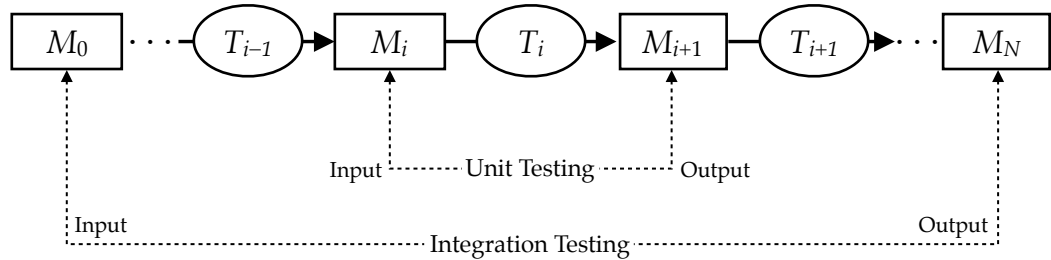 M0 . . . Ti−1 Mi Ti Mi+1 Ti+1 . . . MN
Input Unit Testing Output
Input Output
Integration Testing